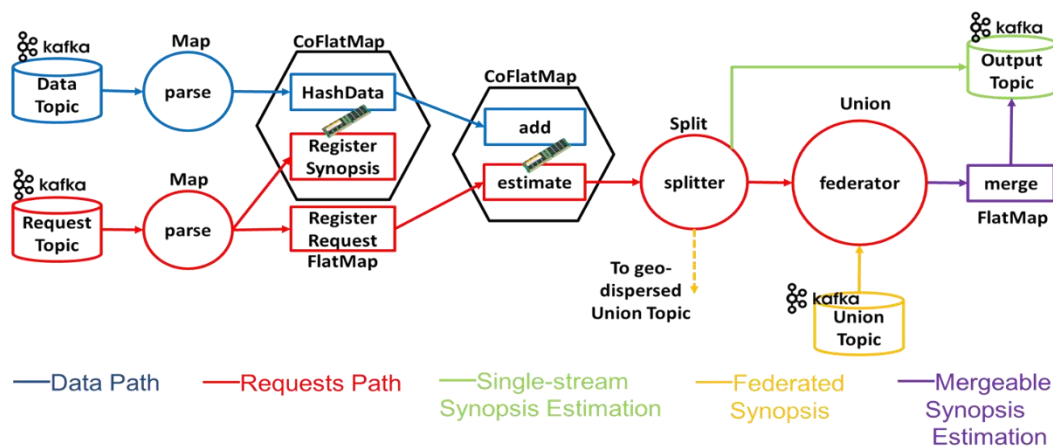 kafka
Data
Topic
Map
parse
CoFlatMap
HashData
Register
Synopsis
kafka
Request
Topic
Map
parse
Register
Request
FlatMap
CoFlatMap
add
estimate
Split
splitter
To geo-
dispersed
Union Topic
Union
federator
kafka
Union
Topic
merge
FlatMap
kafka
Output
Topic
Data Path
Requests Path
Single-stream
Synopsis Estimation
Federated
Synopsis
Mergeable
Synopsis
Estimation